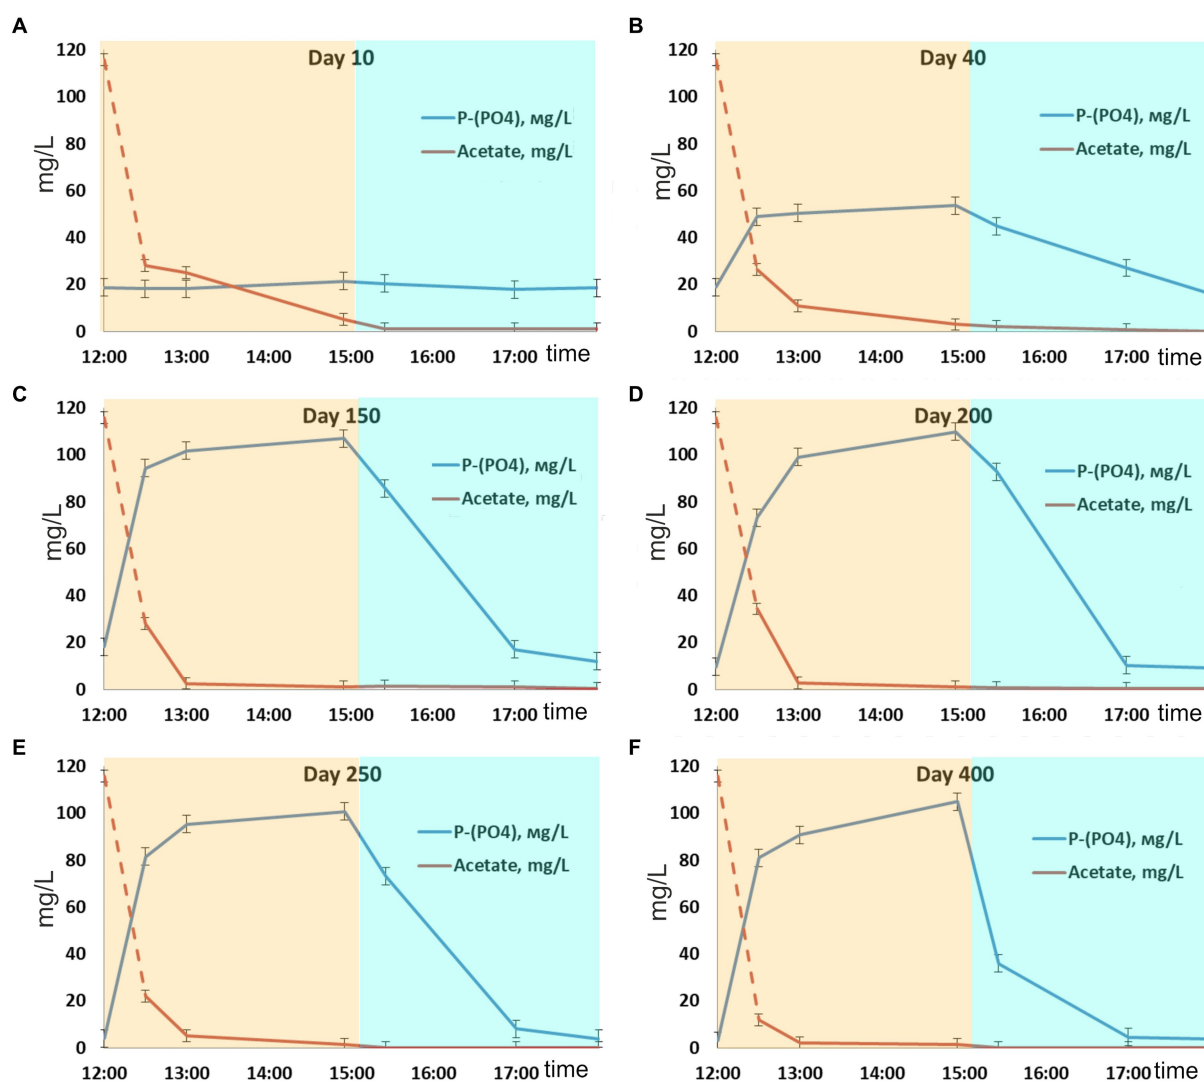 A
Day 10
120
100
80
60
40
20
0
mg/L
P-(PO4), мg/L
Acetate, mg/L
12:00 13:00 14:00 15:00 16:00 17:00 time
B
Day 40
120
100
80
60
40
20
0
mg/L
P-(PO4), мg/L
Acetate, mg/L
12:00 13:00 14:00 15:00 16:00 17:00 time
C
Day 150
120
100
80
60
40
20
0
mg/L
P-(PO4), мg/L
Acetate, mg/L
12:00 13:00 14:00 15:00 16:00 17:00 time
D
Day 200
120
100
80
60
40
20
0
mg/L
P-(PO4), мg/L
Acetate, mg/L
12:00 13:00 14:00 15:00 16:00 17:00 time
E
Day 250
120
100
80
60
40
20
0
mg/L
P-(PO4), мg/L
Acetate, mg/L
12:00 13:00 14:00 15:00 16:00 17:00 time
F
Day 400
120
100
80
60
40
20
0
mg/L
P-(PO4), мg/L
Acetate, mg/L
12:00 13:00 14:00 15:00 16:00 17:00 time